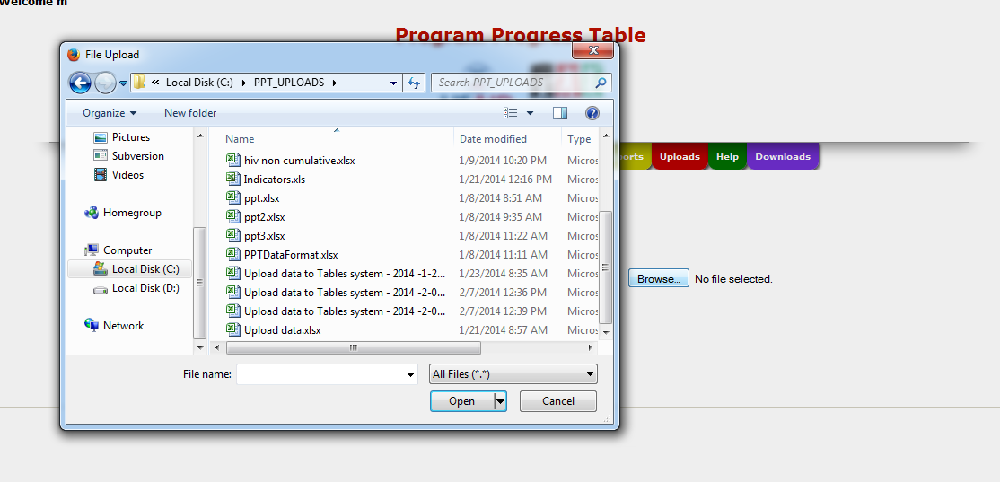 Welcome m
Program Progress Table
File Upload
« Local Disk (C:) PPT_UPLOADS
Search PPT_UPLOADS
Organize
New folder
Pictures
Subversion
Videos
Homegroup
Computer
Local Disk (C:)
Local Disk (D:)
Network
Name Date modified Type
hiv non cumulative.xlsx 1/9/2014 10:20 PM Micros
Indicators.xls 1/21/2014 12:16 PM Micros
ppt.xlsx 1/8/2014 8:51 AM Micros
ppt2.xlsx 1/8/2014 9:35 AM Micros
ppt3.xlsx 1/8/2014 11:22 AM Micros
PPTDataFormat.xlsx 1/8/2014 11:11 AM Micros
Upload data to Tables system - 2014 -1-2... 1/23/2014 8:35 AM Micros
Upload data to Tables system - 2014 -2-0... 2/7/2014 12:36 PM Micros
Upload data to Tables system - 2014 -2-0... 2/7/2014 12:39 PM Micros
Upload data.xlsx 1/21/2014 8:57 AM Micros
File name:
All Files (*.*)
Open
Cancel
orts
Uploads
Help
Downloads
Browse...
No file selected.